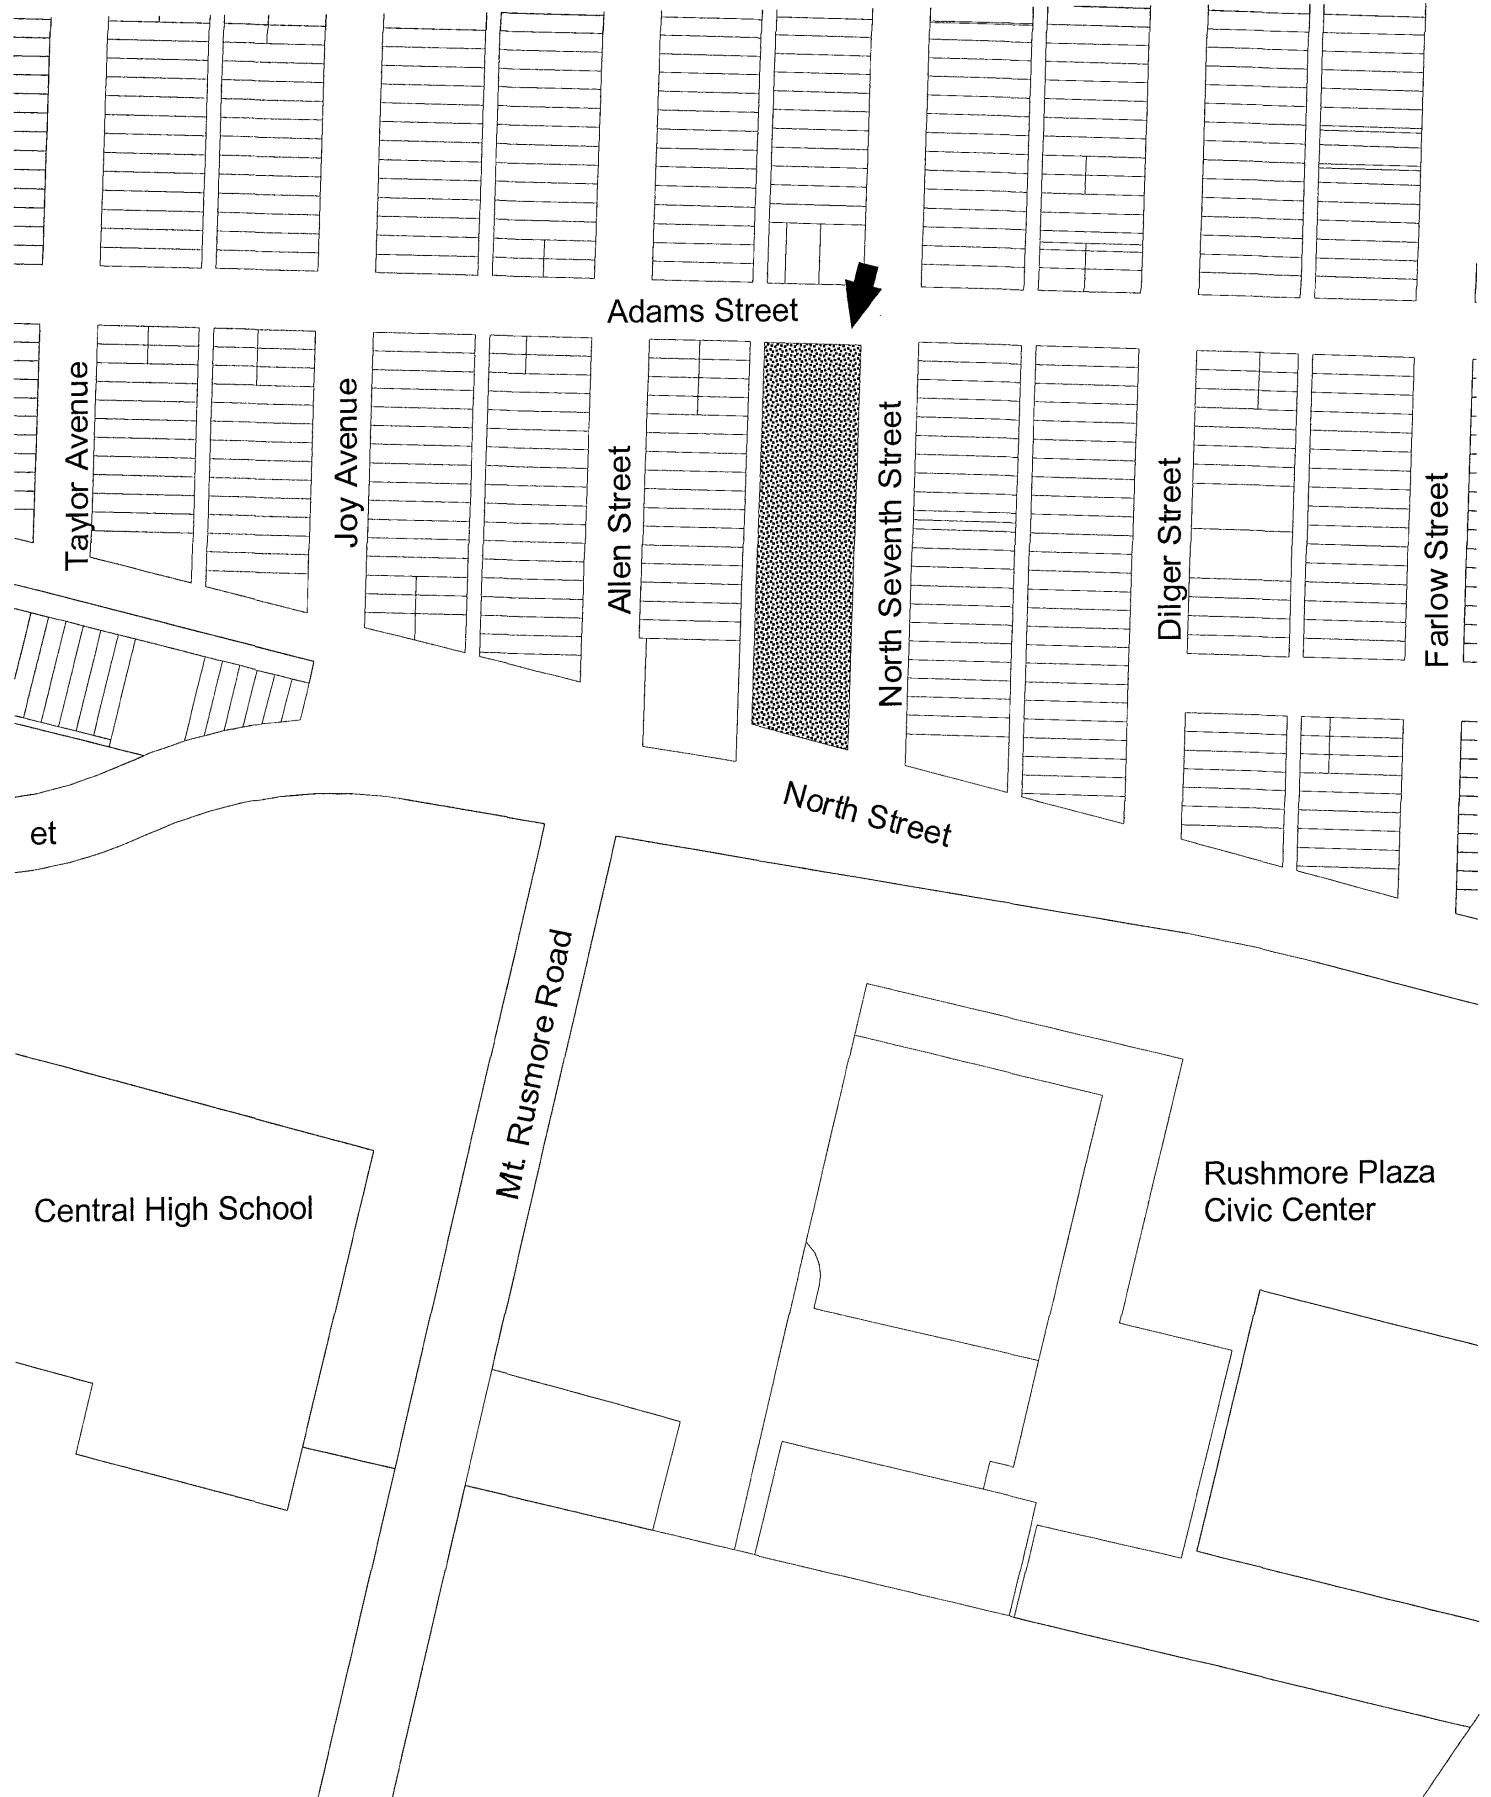 Adams Street
Taylor Avenue
Joy Avenue
Allen Street
North Seventh Street
Dilger Street
Farlow Street
North Street
et
Mt. Rusmore Road
Central High School
Rushmore Plaza
Civic Center